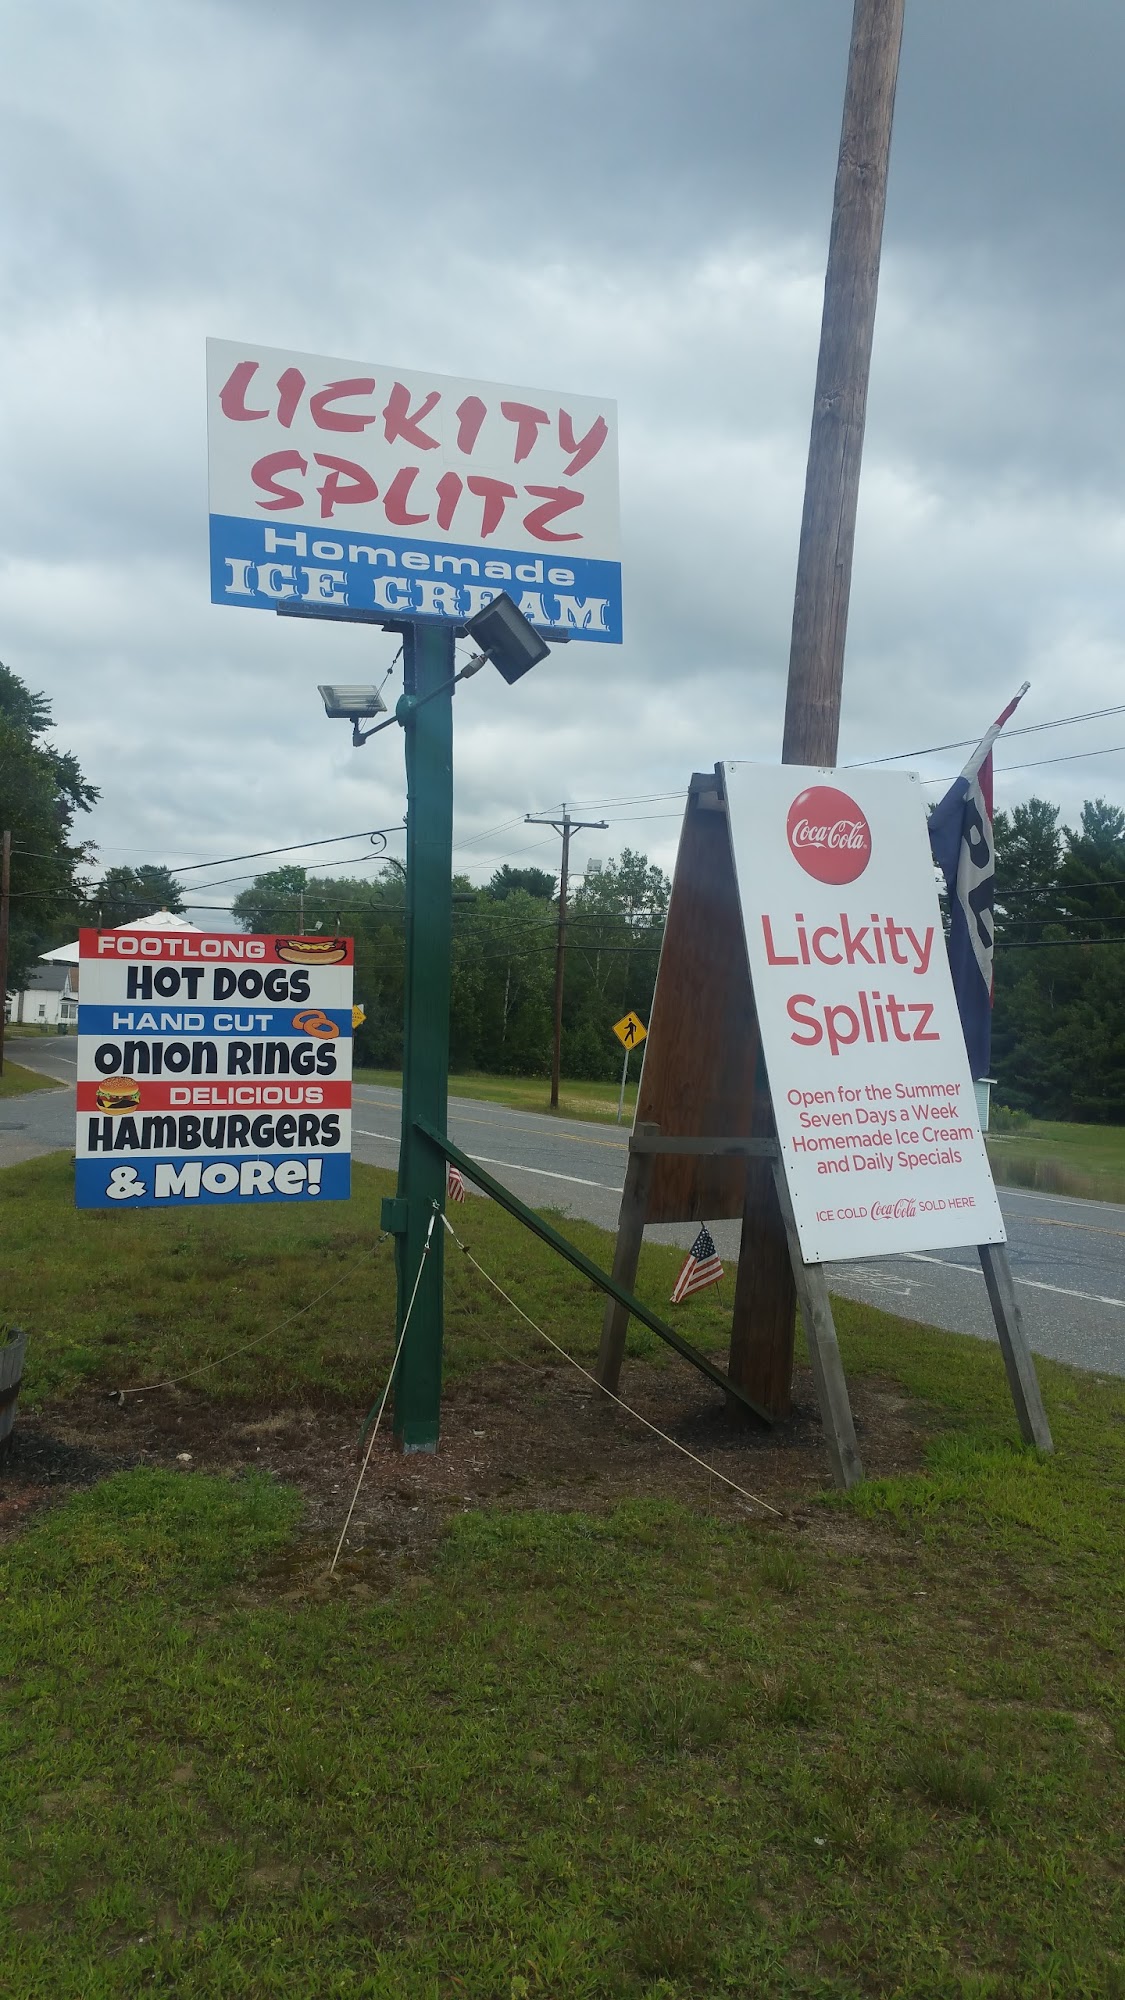 LICKITY
SPLITZ
Homemade
ICE CREAM
FOOTLONG
HOT DOGS
HAND CUT
ONION RINGS
DELICIOUS
HAMBURGERS
& MORE!
Coca-Cola
Lickity
Splitz
Open for the Summer
Seven Days a Week
Homemade Ice Cream
and Daily Specials
ICE COLD Coca-Cola SOLD HERE